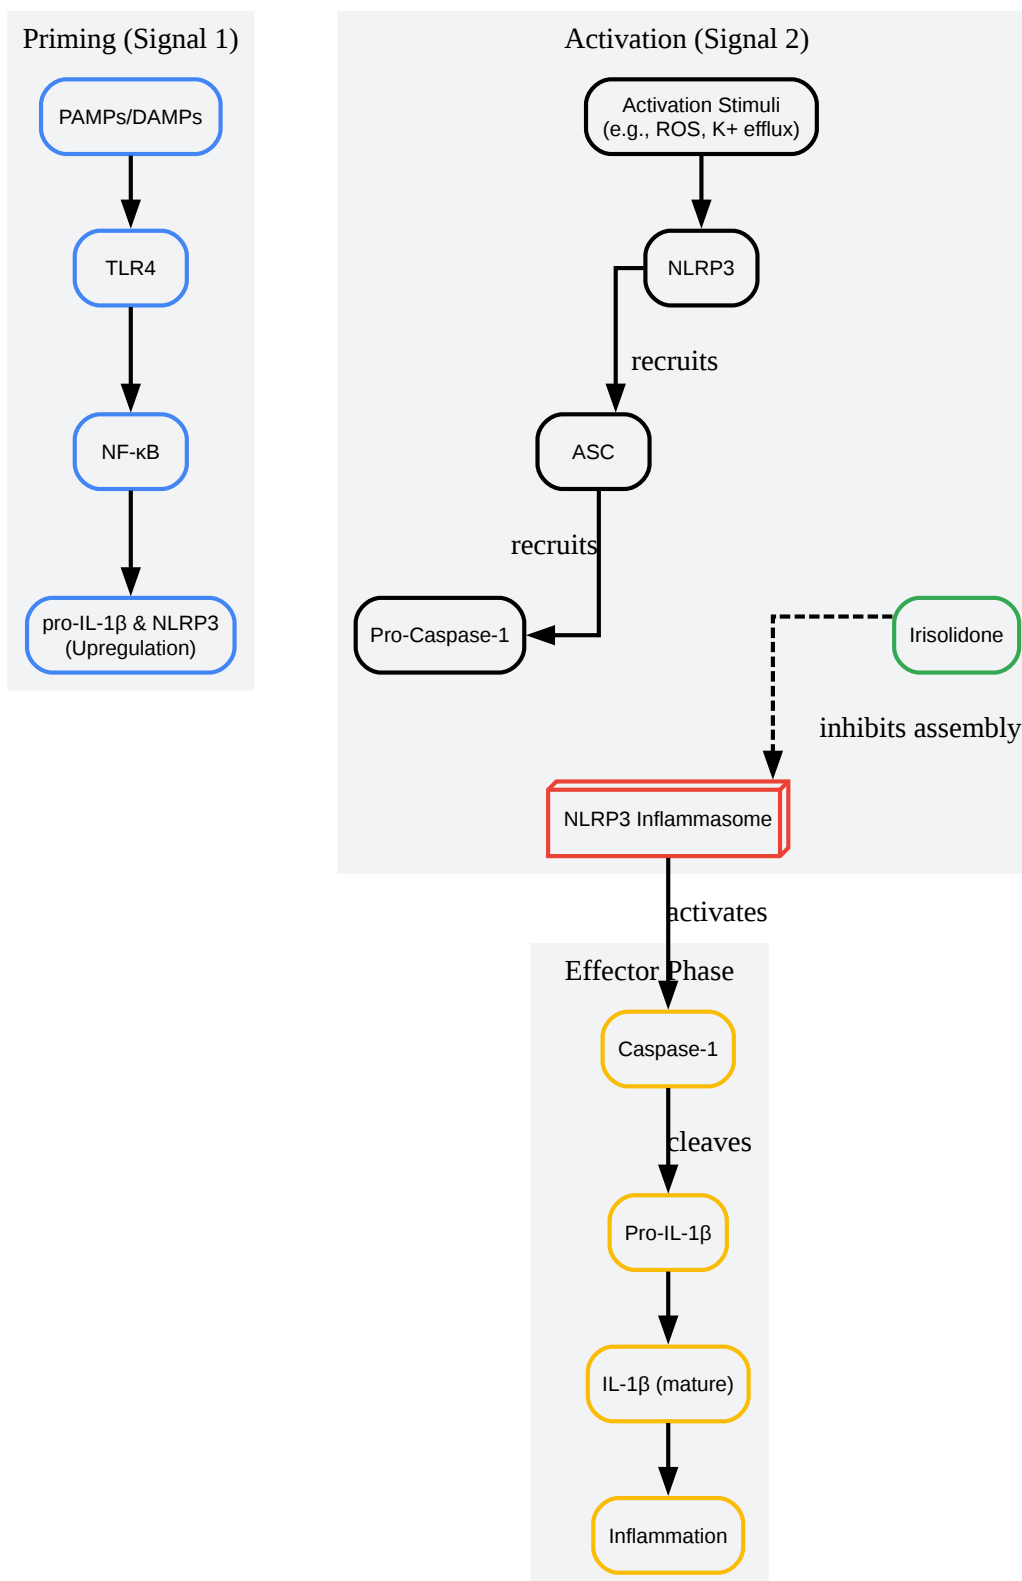 Priming (Signal 1)
PAMPs/DAMPs
TLR4
NF-κB
pro-IL-1β & NLRP3
(Upregulation)
Activation (Signal 2)
Activation Stimuli
(e.g., ROS, K+ efflux)
NLRP3
recruits
ASC
recruits
Pro-Caspase-1
Irisolidone
inhibits assembly
NLRP3 Inflammasome
activates
Effector Phase
Caspase-1
cleaves
Pro-IL-1β
IL-1β (mature)
Inflammation